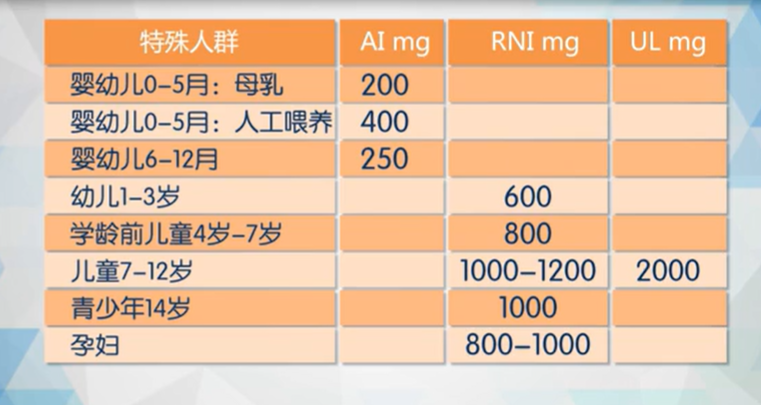 特殊人群 AI mg RNI mg UL mg
婴幼儿0-5月：母乳 200
婴幼儿0-5月：人工喂养 400
婴幼儿6-12月 250
幼儿1-3岁 600
学龄前儿童4岁-7岁 800
儿童7-12岁 1000-1200 2000
青少年14岁 1000
孕妇 800-1000